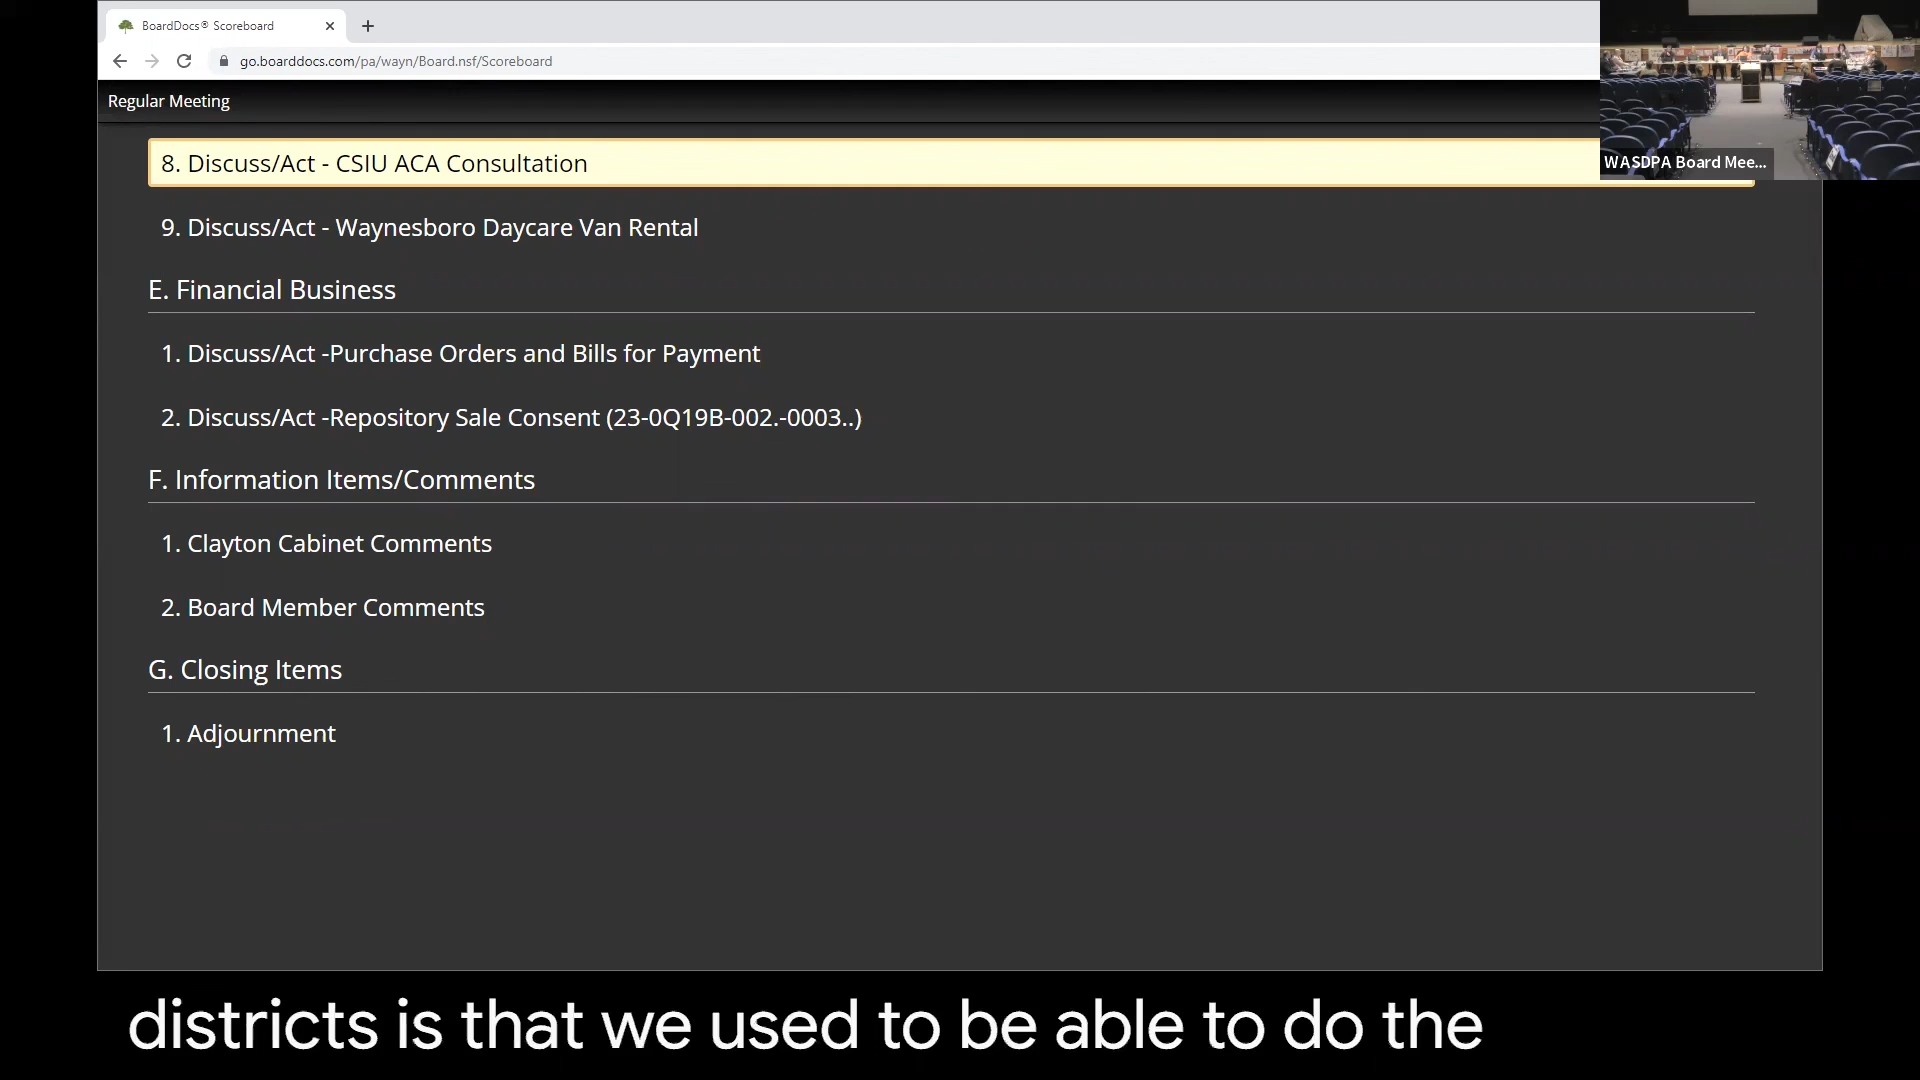 BoardDocs® Scoreboard
go.boarddocs.com/pa/wayn/Board.nsf/Scoreboard
Regular Meeting
WASDPA Board Mee...
8. Discuss/Act - CSIU ACA Consultation
9. Discuss/Act - Waynesboro Daycare Van Rental
E. Financial Business
1. Discuss/Act -Purchase Orders and Bills for Payment
2. Discuss/Act -Repository Sale Consent (23-0Q19B-002.-0003..)
F. Information Items/Comments
1. Clayton Cabinet Comments
2. Board Member Comments
G. Closing Items
1. Adjournment
districts is that we used to be able to do the